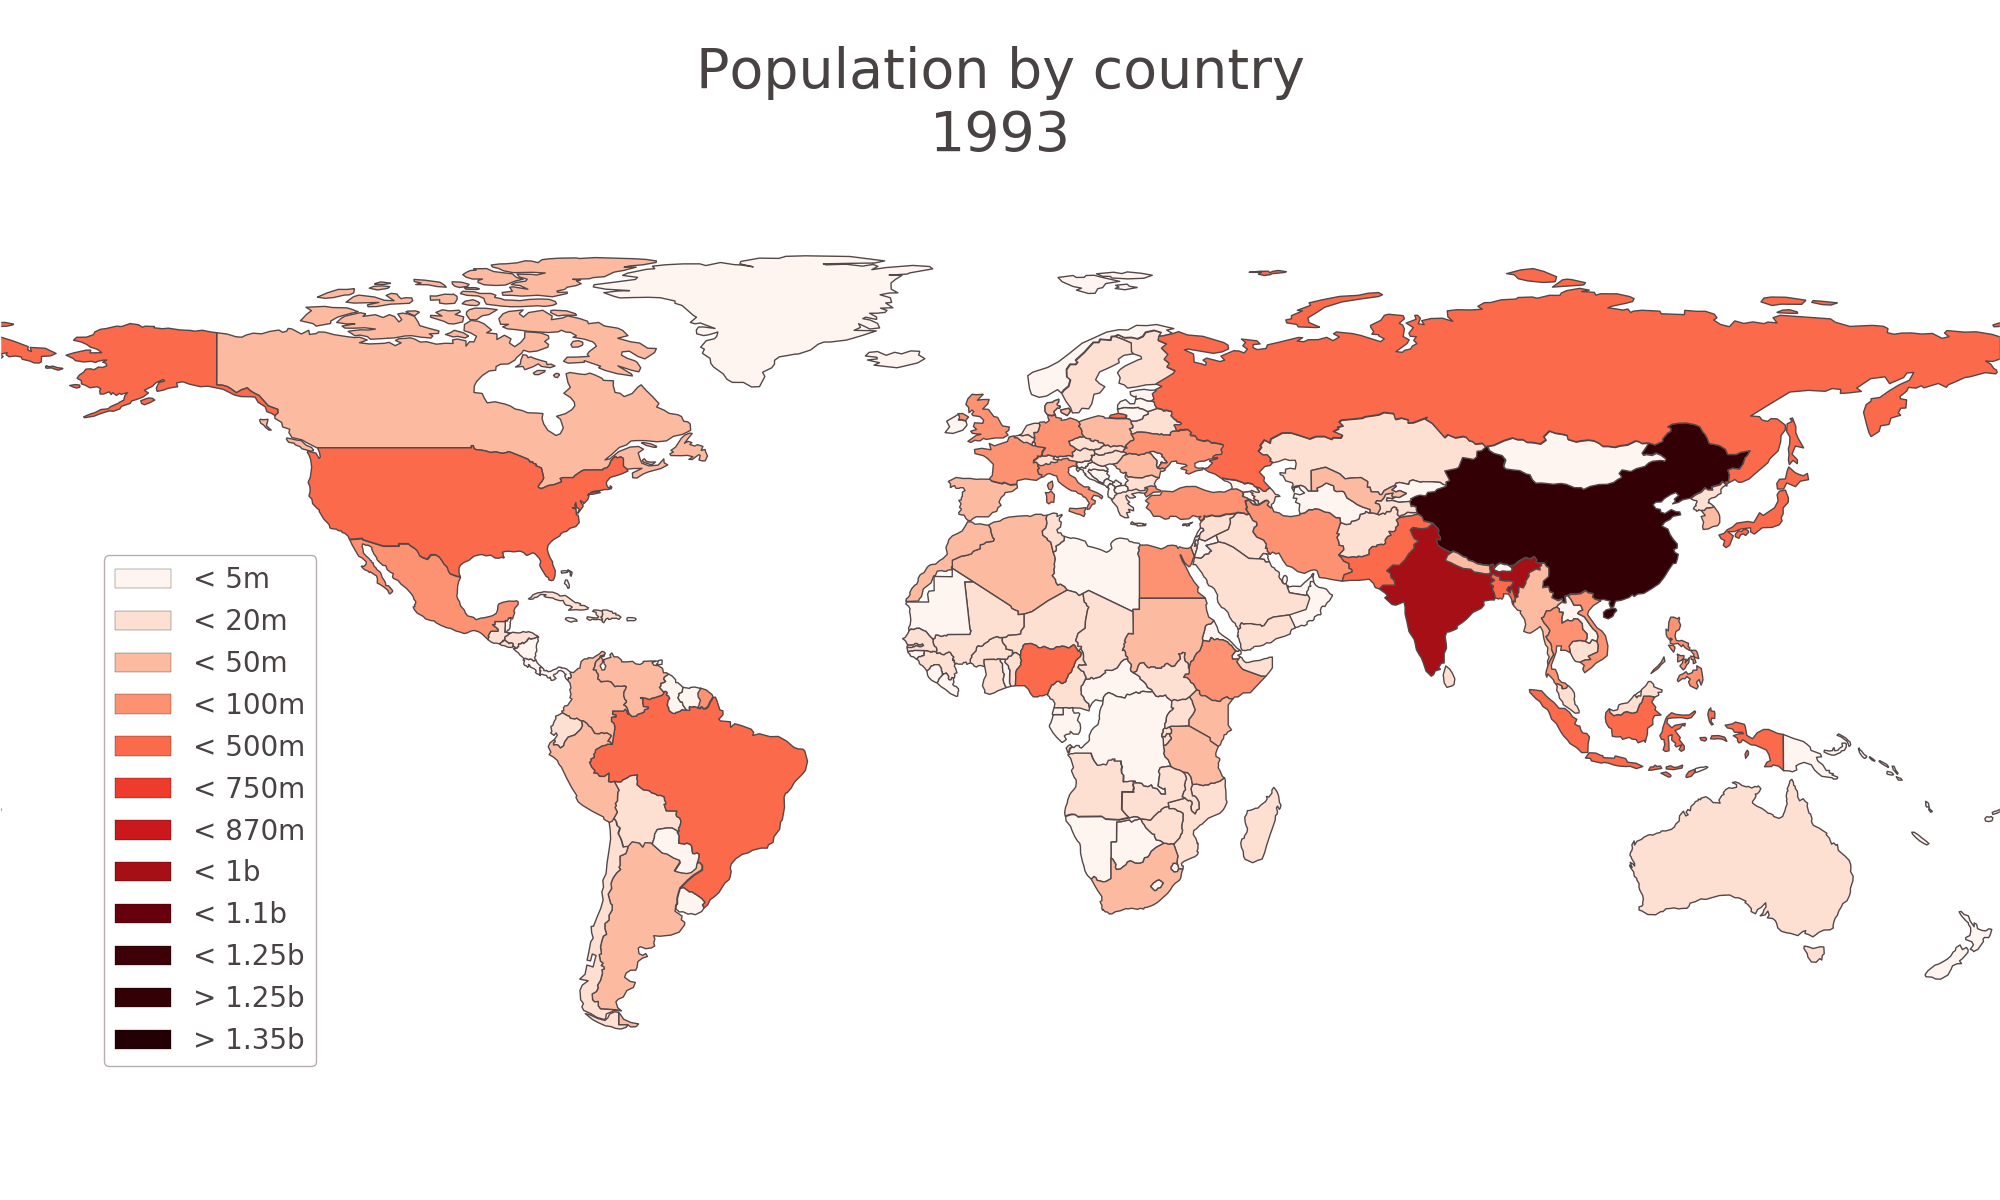 Population by country
1993
< 5m
< 20m
< 50m
< 100m
< 500m
< 750m
< 870m
< 1b
< 1.1b
< 1.25b
> 1.25b
> 1.35b